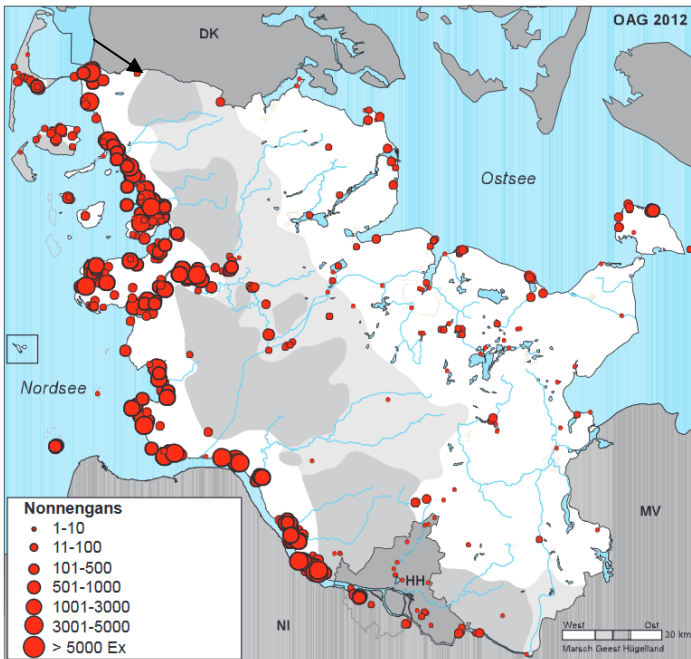 DK
OAG 2012
Ostsee
Nordsee
MV
HH
NI
Nonnengans
1-10
11-100
101-500
501-1000
1001-3000
3001-5000
> 5000 Ex
West Ost
30 km
Marsch Geest Hügelland